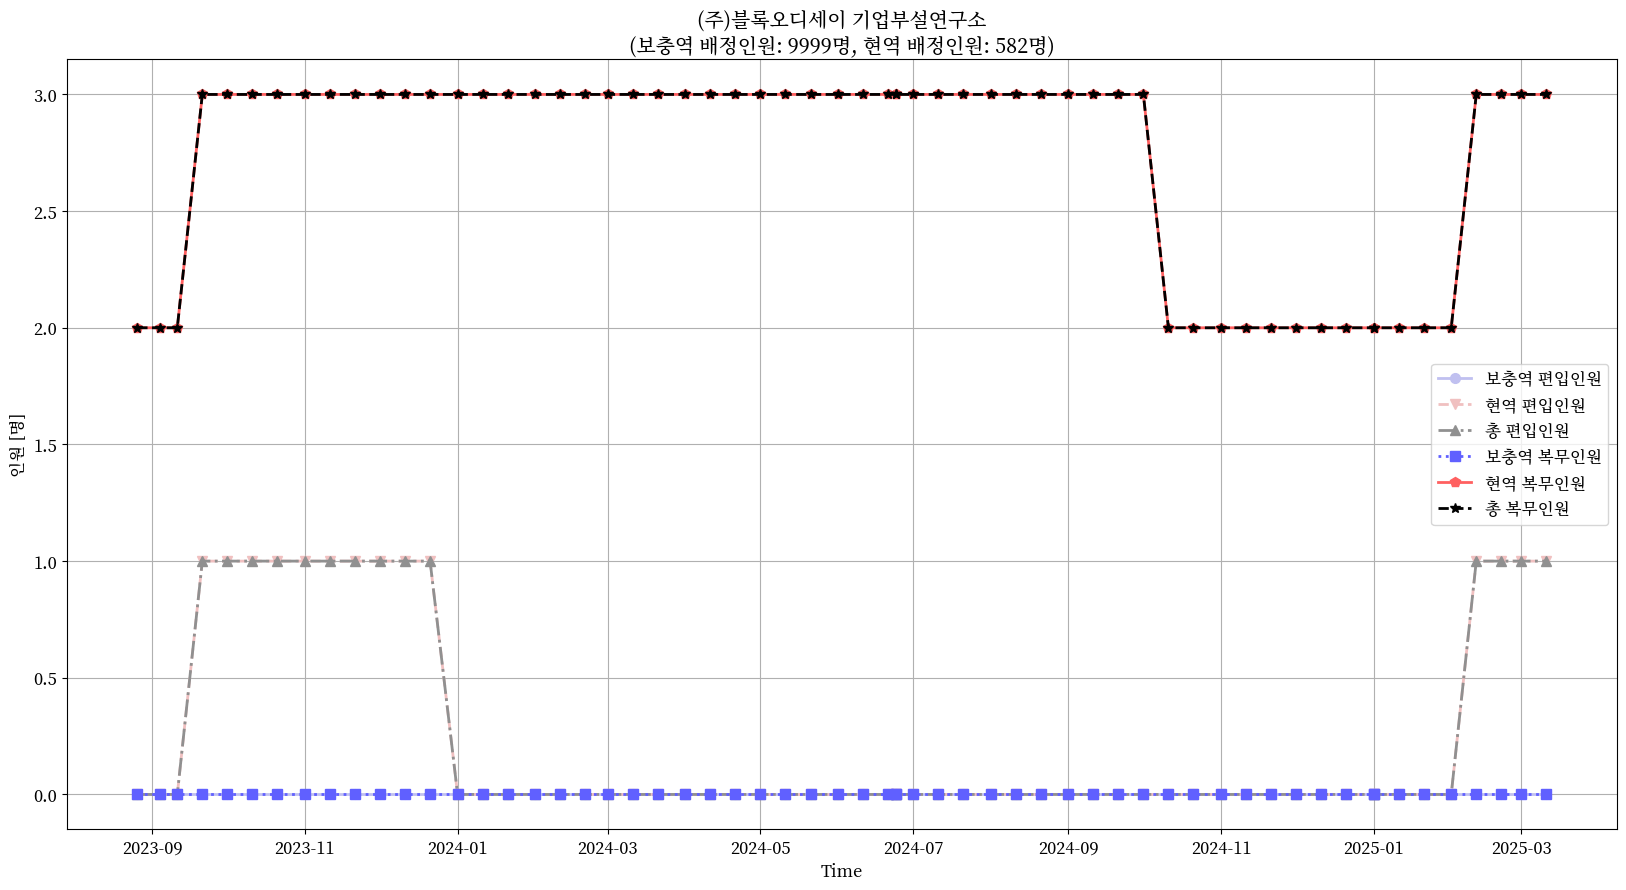 (주)블록오디세이 기업부설연구소
(보충역 배정인원: 9999명, 현역 배정인원: 582명)
3.0
2.5
2.0
1.5
1.0
0.5
0.0
인원 [명]
보충역 편입인원
현역 편입인원
총 편입인원
보충역 복무인원
현역 복무인원
총 복무인원
2023-09 2023-11 2024-01 2024-03 2024-05 2024-07 2024-09 2024-11 2025-01 2025-03
Time